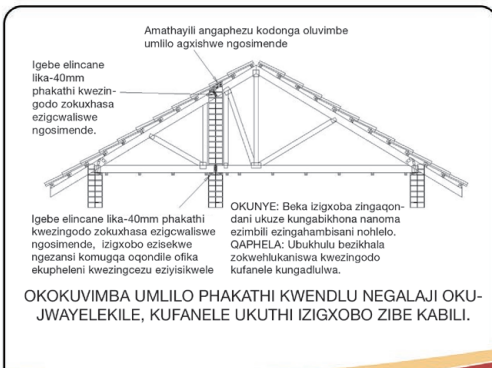 Amathayili angaphezu kodonga oluvimbe
umlilo agxishwe ngosimende
Igebe elincane
lika-40mm
phakathi kwezin-
godo zokuxhasa
ezigcwaliswe
ngosimende.
Igebe elincane lika-40mm phakathi
kwezingodo zokuxhasa ezigcwaliswe
ngosimende, izigxobo ezisekwe
ngezansi komugqa oqondile ofika
ekupheleni kwezingcezu eziyisikwele
OKUNYE: Beka izigxoba zingaqon-
dani ukuze kungabikhona nanoma
ezimbili ezingahambisani nohlelo.
QAPHELA: Ubukhulu bezikhala
zokwehlukaniswa kwezingodo
kufanele kungadlulwa.
OKOKUVIMBA UMLILO PHAKATHI KWENDLU NEGALAJI OKU-
JWAYELEKILE, KUFANELE UKUTHI IZIGXOBO ZIBE KABILI.